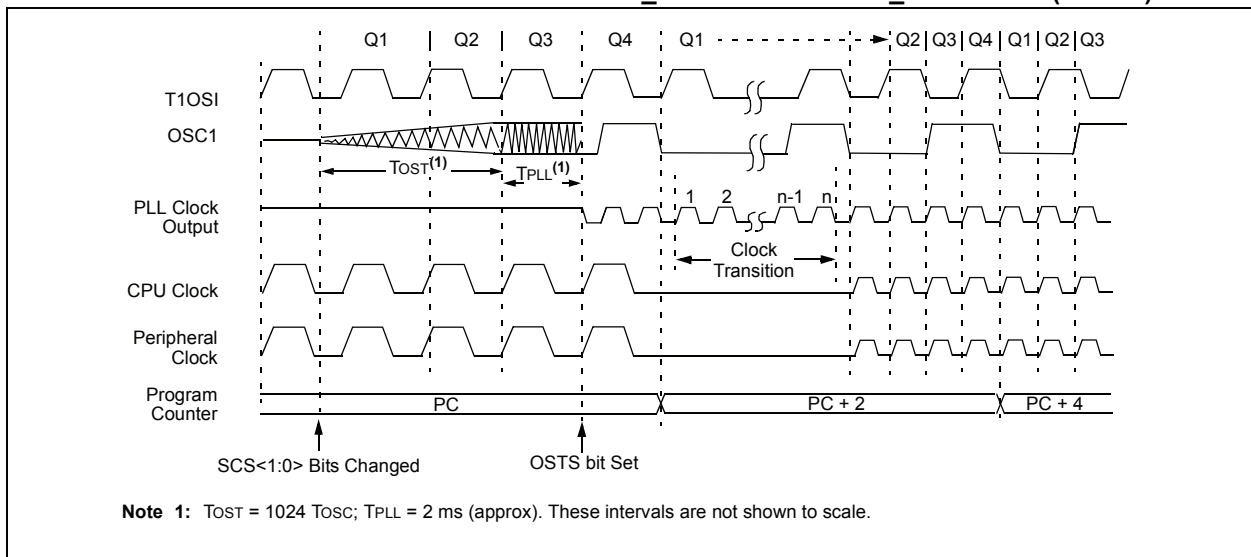 Q1 Q2 Q3 Q4 Q1 Q2 Q3 Q4 Q1 Q2 Q3
T1OSI
OSC1
TOST(1) TPLL(1)
1 2 n-1 n
PLL Clock
Output
Clock
Transition
CPU Clock
Peripheral
Clock
Program
Counter
PC PC + 2 PC + 4
SCS<1:0> Bits Changed OSTS bit Set
Note 1: TOST = 1024 TOSC; TPLL = 2 ms (approx). These intervals are not shown to scale.